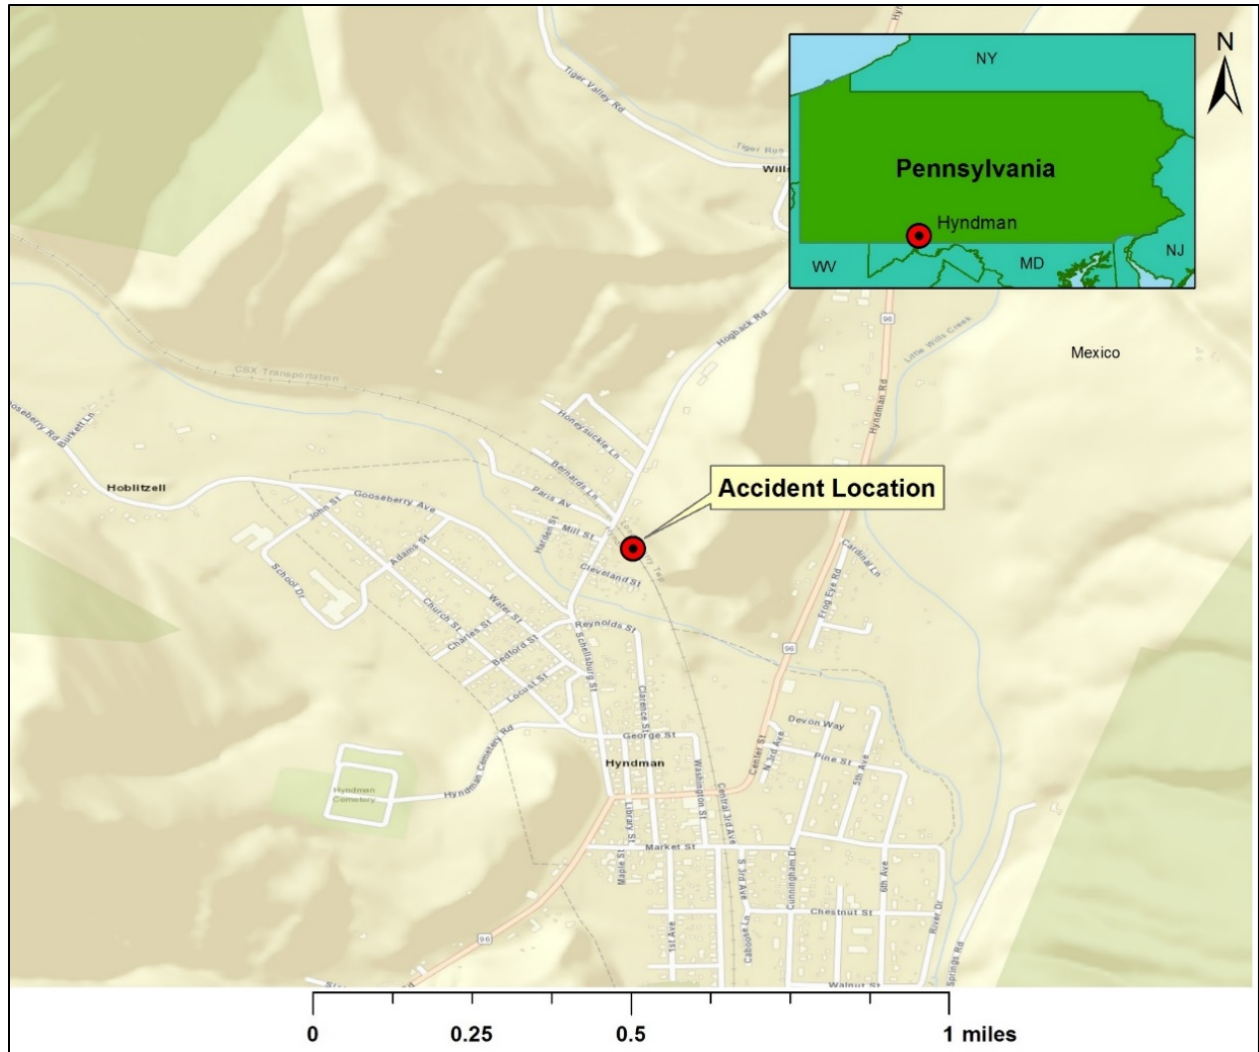 Tiger Valley Rd
Tiger Run
Wills
N
NY
Pennsylvania
Hyndman
WV
MD
NJ
96
Little Wills Creek
Mexico
Hogback Rd
Hyndman Rd
CSX Transportation
Burkett Ln
Hoblitzell
Honeysuckle Ln
Bernards Ln
Paris Av
Accident Location
John St
Gooseberry Ave
Mill St
Cleveland St
Adams St
School Dr
Church St
Water St
Charles St
Bedford St
Locust St
Reynolds St
Schellsburg St
Clarence St
Cardinal Ln
Frog Eye Rd
96
Hyndman Cemetery Rd
George St
Hyndman
Washington St
Central 3rd Ave
Center St
N 3rd Ave
Devon Way
Pine St
5th Ave
Hyndman
Cemetery
Library St
Maple St
Market St
S 3rd Ave
Cunningham Dr
6th Ave
Chestnut St
River Dr
1st Ave
Caboose Ln
Springs Rd
96
Walnut St
0
0.25
0.5
1 miles